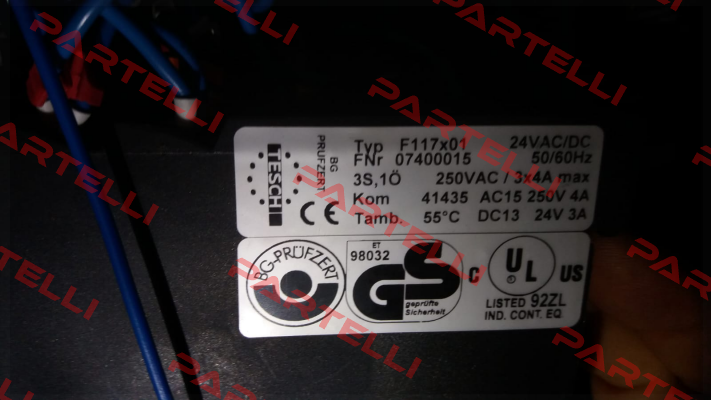 TESCH
BG
PRÜFZERT
CE
Typ F117x01 24VAC/DC
FNr 07400015 50/60Hz
3S,1Ö 250VAC / 3x4A max
Kom 41435 AC15 250V 4A
Tamb. 55°C DC13 24V 3A
BG-PRÜFZERT
ET
98032
GS
geprüfte
Sicherheit
C UL US
LISTED 92ZL
IND. CONT. EQ
PARTELLI
PARTELLI
PARTELLI
PARTELLI
PARTELLI
PARTELLI
PARTELLI
PARTELLI